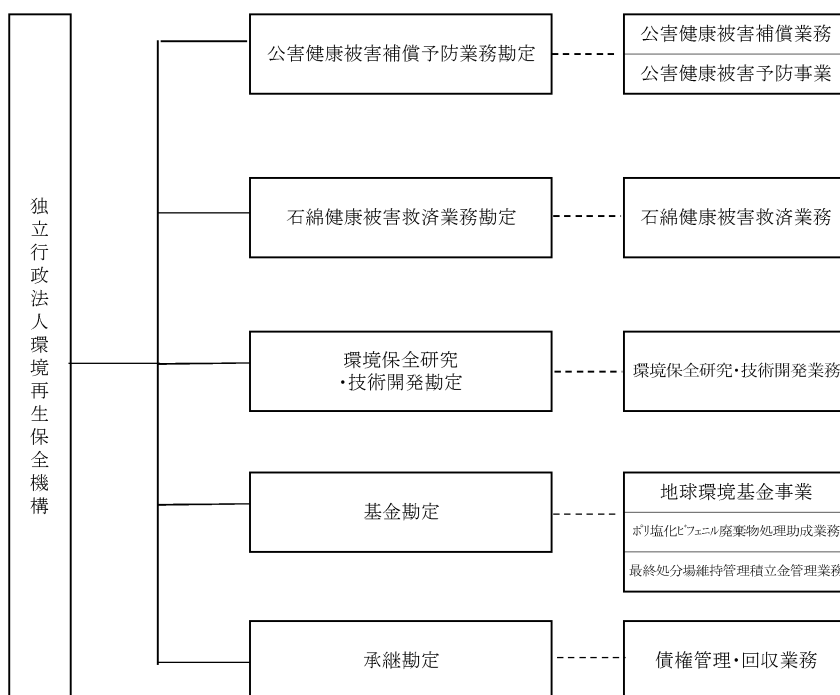 独立行政法人環境再生保全機構
公害健康被害補償予防業務勘定
公害健康被害補償業務
公害健康被害予防事業
石綿健康被害救済業務勘定
石綿健康被害救済業務
環境保全研究
・技術開発勘定
環境保全研究・技術開発業務
基金勘定
地球環境基金事業
ﾎﾟﾘ塩化ﾋﾞﾌｪﾆﾙ廃棄物処理助成業務
最終処分場維持管理積立金管理業務
承継勘定
債権管理・回収業務